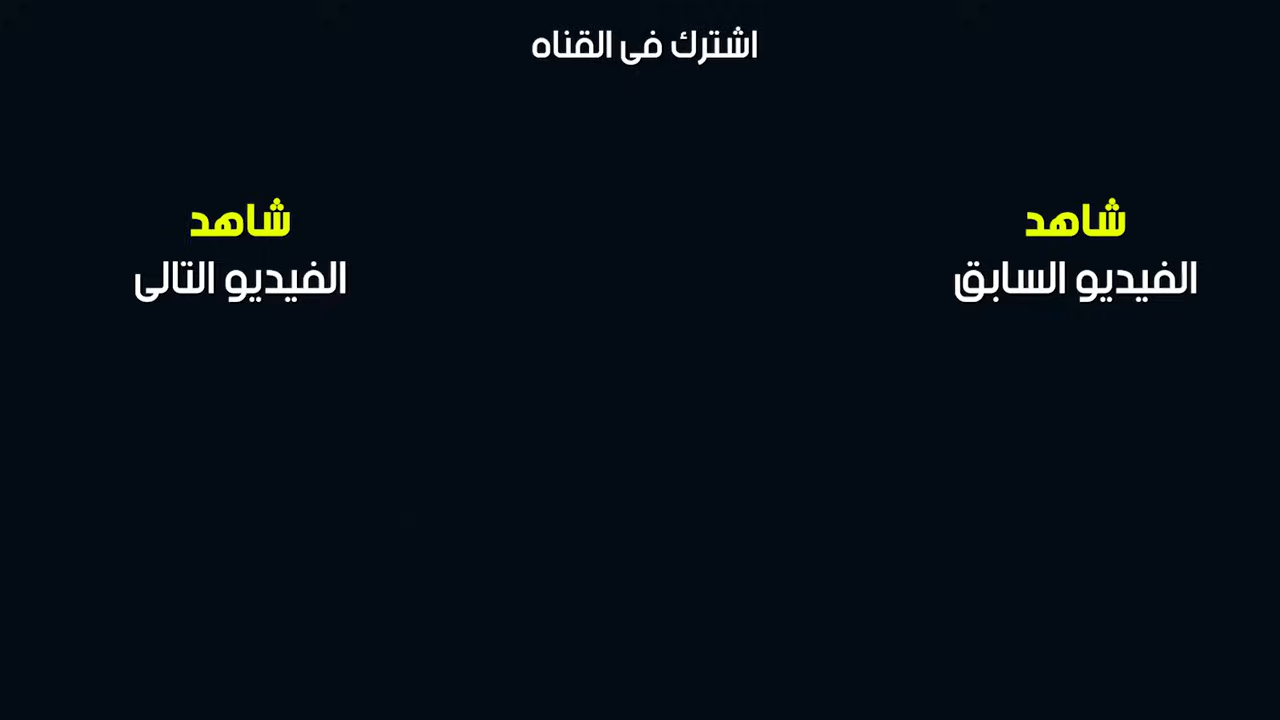 اشترك فى القناه
شاهد
الفيديو السابق
شاهد
الفيديو التالى